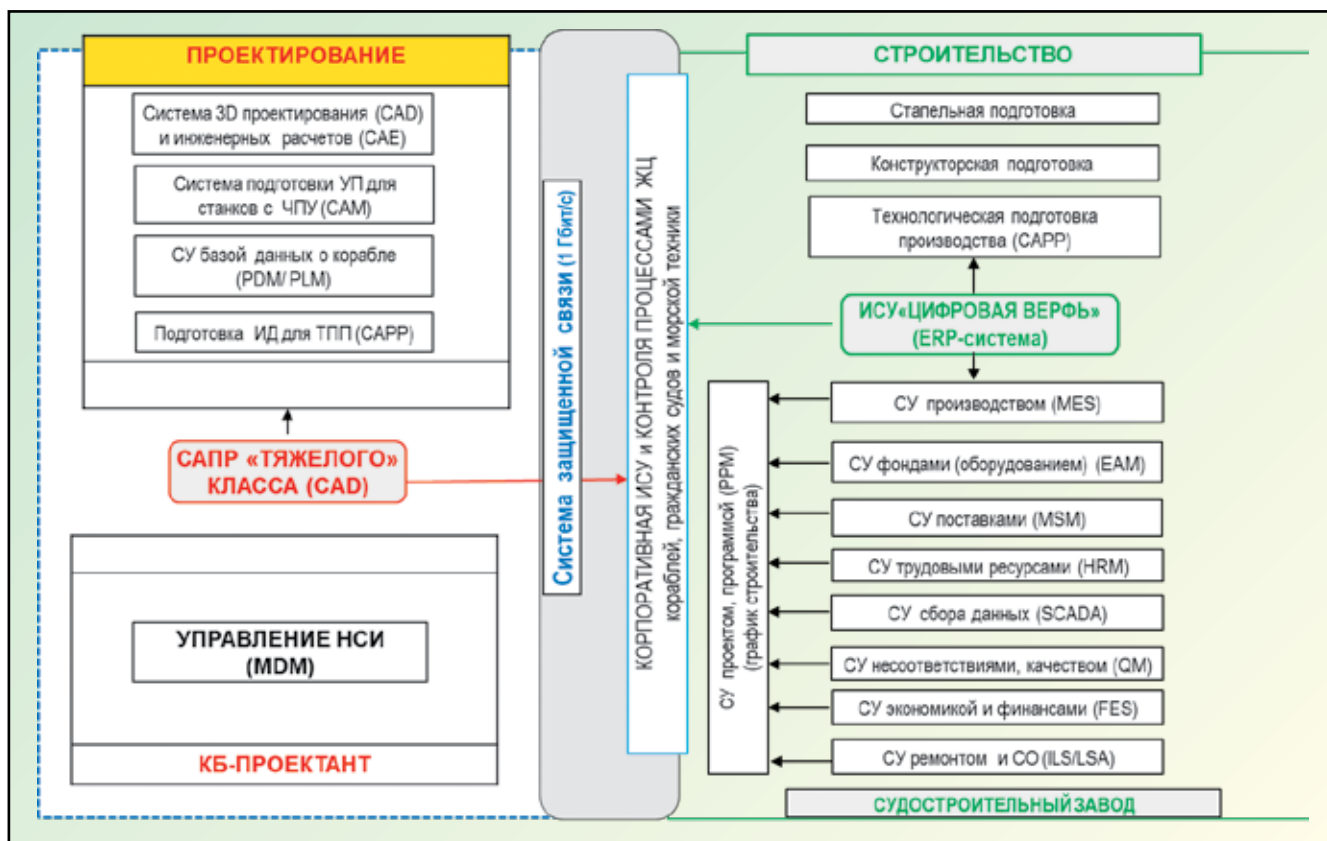 ПРОЕКТИРОВАНИЕ
Система 3D проектирования (CAD)
и инженерных расчетов (CAE)
Система подготовки УП для
станков с ЧПУ (CAM)
СУ базой данных о корабле
(PDM/ PLM)
Подготовка ИД для ТПП (CAPP)
САПР «ТЯЖЕЛОГО»
КЛАССА (CAD)
УПРАВЛЕНИЕ НСИ
(MDM)
КБ-ПРОЕКТАНТ
Система защищенной связи (1 Гбит/с)
КОРПОРАТИВНАЯ ИСУ и КОНТРОЛЯ ПРОЦЕССАМИ ЖЦ
кораблей, гражданских судов и морской техники
СТРОИТЕЛЬСТВО
Стапельная подготовка
Конструкторская подготовка
Технологическая подготовка
производства (CAPP)
ИСУ«ЦИФРОВАЯ ВЕРФЬ»
(ERP-система)
СУ проектом, программой (PPM)
(график строительства)
СУ производством (MES)
СУ фондами (оборудованием) (EAM)
СУ поставками (MSM)
СУ трудовыми ресурсами (HRM)
СУ сбора данных (SCADA)
СУ несоответствиями, качеством (QM)
СУ экономикой и финансами (FES)
СУ ремонтом и СО (ILS/LSA)
СУДОСТРОИТЕЛЬНЫЙ ЗАВОД